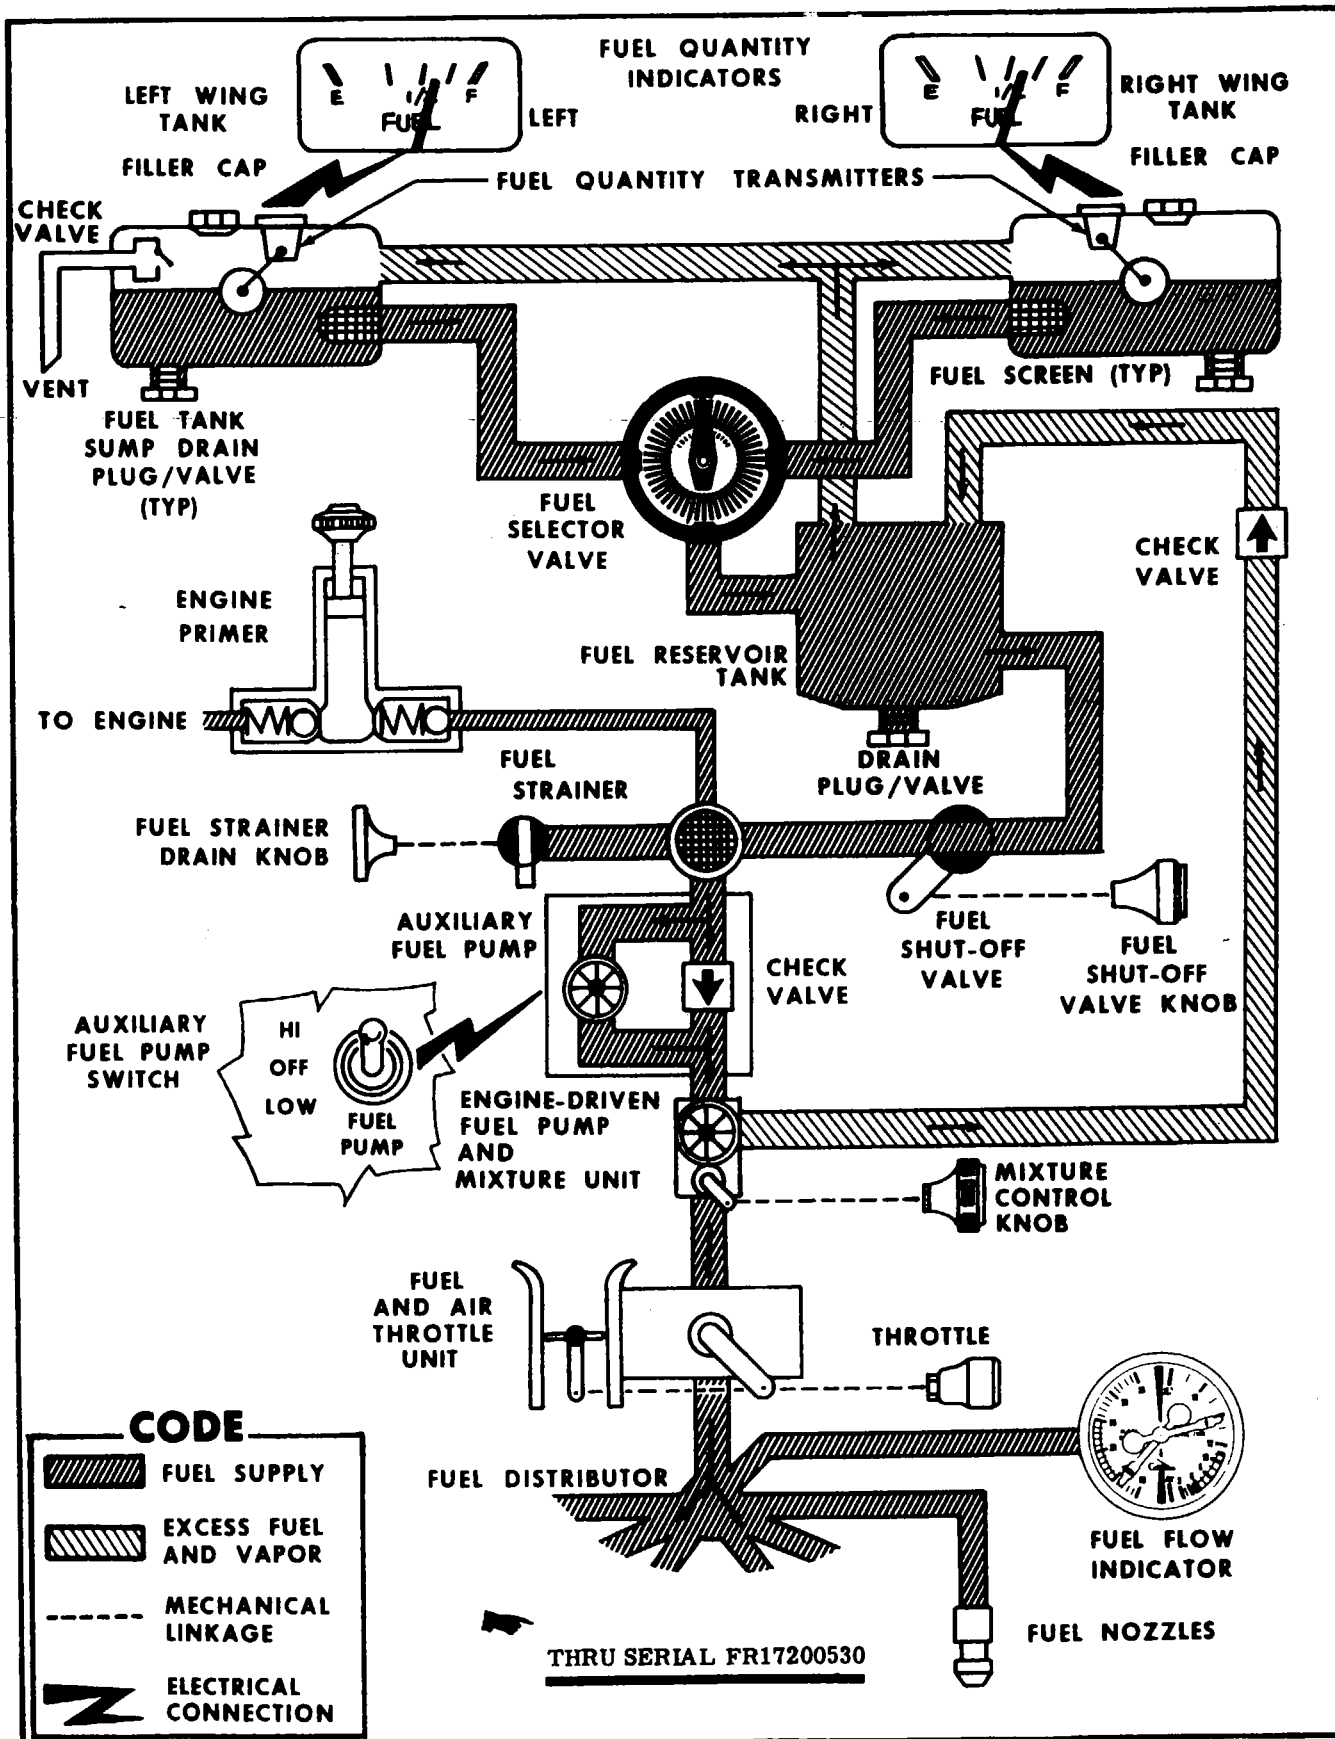 FUEL QUANTITY
INDICATORS
E 1/2 F
FUEL
LEFT
RIGHT
E 1/2 F
FUEL
LEFT WING
TANK
FILLER CAP
RIGHT WING
TANK
FILLER CAP
FUEL QUANTITY TRANSMITTERS
CHECK
VALVE
VENT
FUEL TANK
SUMP DRAIN
PLUG/VALVE
(TYP)
FUEL SCREEN (TYP)
FUEL
SELECTOR
VALVE
CHECK
VALVE
ENGINE
PRIMER
FUEL RESERVOIR
TANK
TO ENGINE
DRAIN
PLUG/VALVE
FUEL
STRAINER
FUEL STRAINER
DRAIN KNOB
AUXILIARY
FUEL PUMP
CHECK
VALVE
FUEL
SHUT-OFF
VALVE
FUEL
SHUT-OFF
VALVE KNOB
AUXILIARY
FUEL PUMP
SWITCH
HI
OFF
LOW
FUEL
PUMP
ENGINE-DRIVEN
FUEL PUMP
AND
MIXTURE UNIT
MIXTURE
CONTROL
KNOB
FUEL
AND AIR
THROTTLE
UNIT
THROTTLE
FUEL DISTRIBUTOR
FUEL FLOW
INDICATOR
FUEL NOZZLES
CODE
FUEL SUPPLY
EXCESS FUEL
AND VAPOR
MECHANICAL
LINKAGE
ELECTRICAL
CONNECTION
THRU SERIAL FR17200530